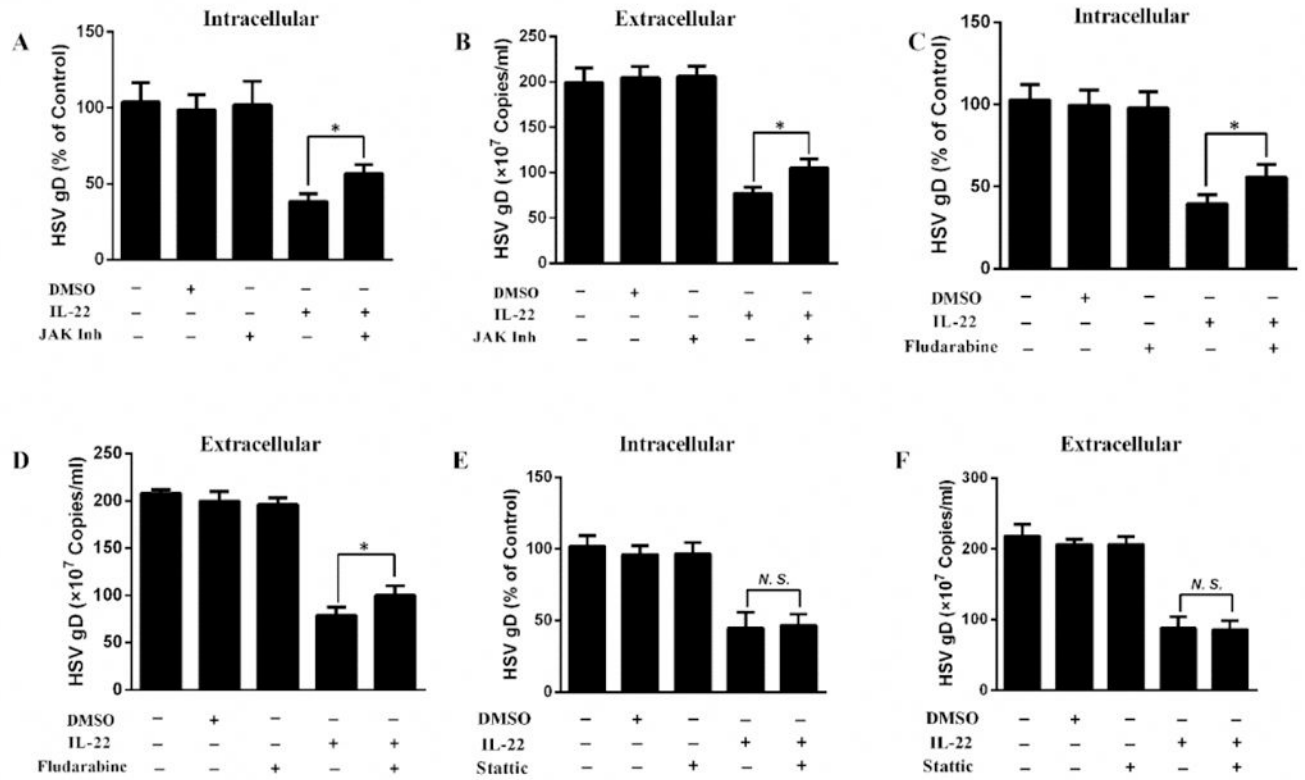 A
Intracellular
HSV gD (% of Control)
150
100
50
0
DMSO – + – – –
IL-22 – – – + +
JAK Inh – – + – +
B
Extracellular
HSV gD (×10⁷ Copies/ml)
250
200
150
100
50
0
*
DMSO – + – – –
IL-22 – – – + +
JAK Inh – – + – +
C
Intracellular
HSV gD (% of Control)
150
100
50
0
*
DMSO – + – – –
IL-22 – – – + +
Fludarabine – – + – +
D
Extracellular
HSV gD (×10⁷ Copies/ml)
250
200
150
100
50
0
*
DMSO – + – – –
IL-22 – – – + +
Fludarabine – – + – +
E
Intracellular
HSV gD (% of Control)
150
100
50
0
N. S.
DMSO – + – – –
IL-22 – – – + +
Stattic – – + – +
F
Extracellular
HSV gD (×10⁷ Copies/ml)
300
200
100
0
N. S.
DMSO – + – – –
IL-22 – – – + +
Stattic – – + – +